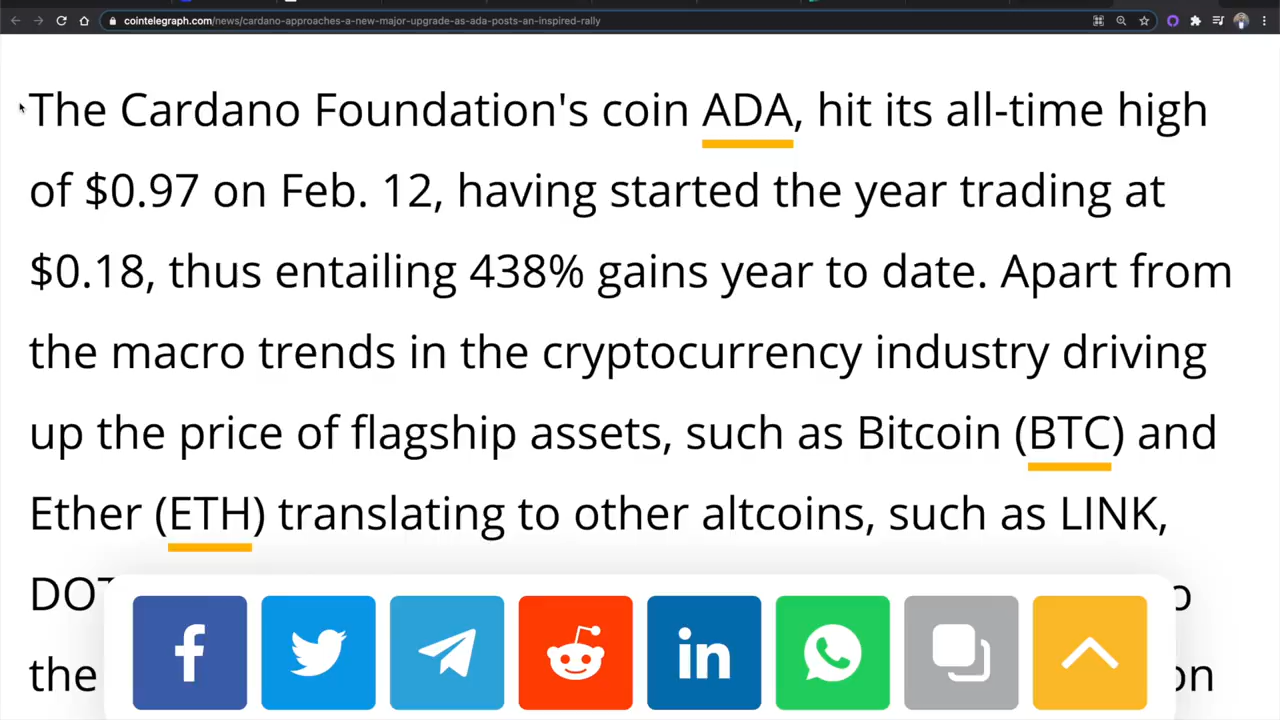 cointelegraph.com/news/cardano-approaches-a-new-major-upgrade-as-ada-posts-an-inspired-rally
The Cardano Foundation's coin ADA, hit its all-time high
of $0.97 on Feb. 12, having started the year trading at
$0.18, thus entailing 438% gains year to date. Apart from
the macro trends in the cryptocurrency industry driving
up the price of flagship assets, such as Bitcoin (BTC) and
Ether (ETH) translating to other altcoins, such as LINK,
the